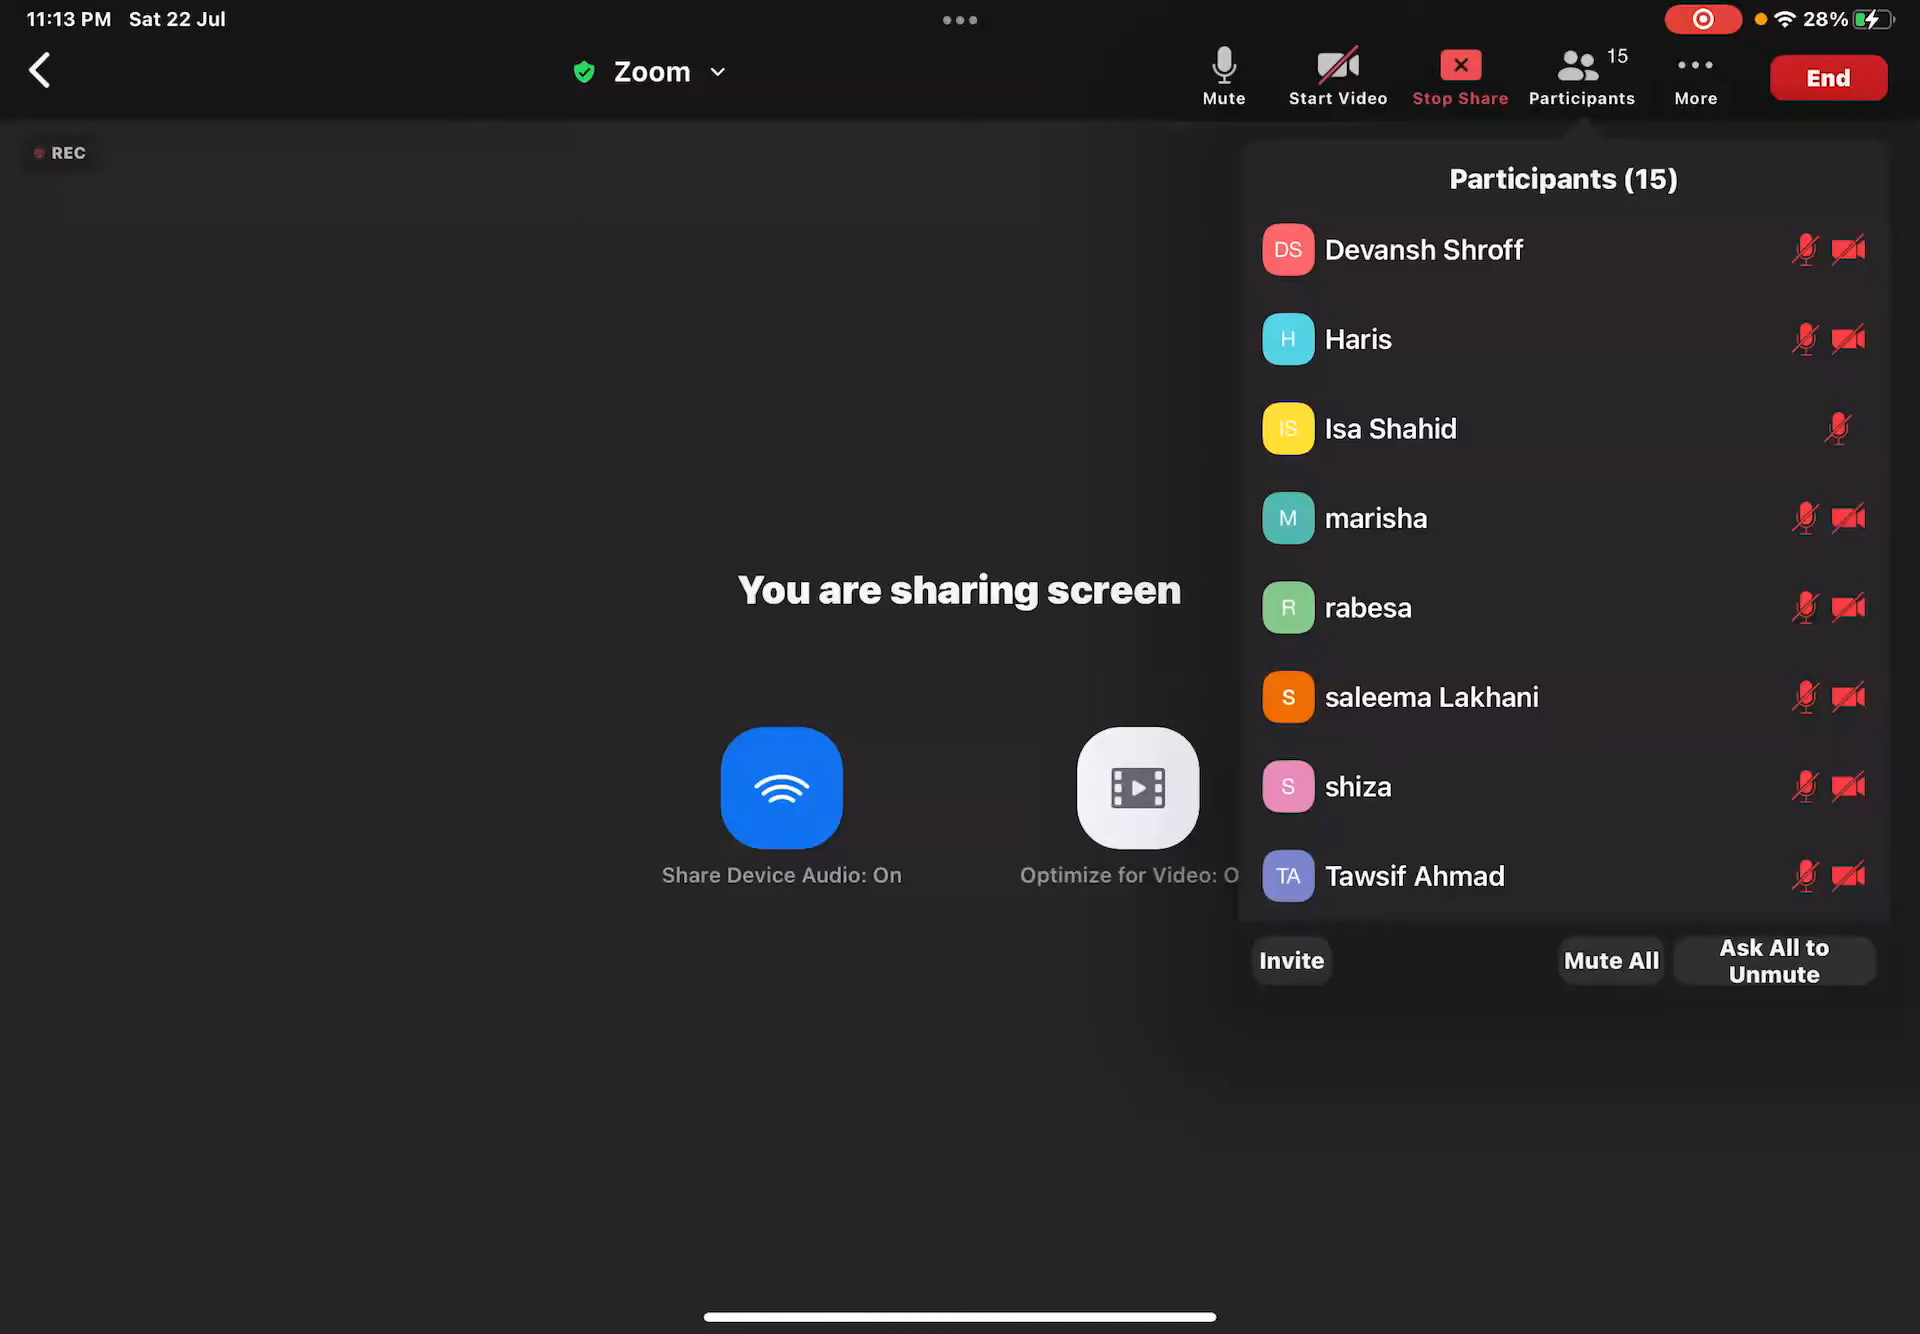 11:13 PM Sat 22 Jul
28%
Zoom
Mute
Start Video
Stop Share
15
Participants
More
End
REC
Participants (15)
DS Devansh Shroff
H Haris
IS Isa Shahid
M marisha
R rabesa
S saleema Lakhani
S shiza
TA Tawsif Ahmad
You are sharing screen
Share Device Audio: On
Optimize for Video: O
Invite
Mute All
Ask All to
Unmute